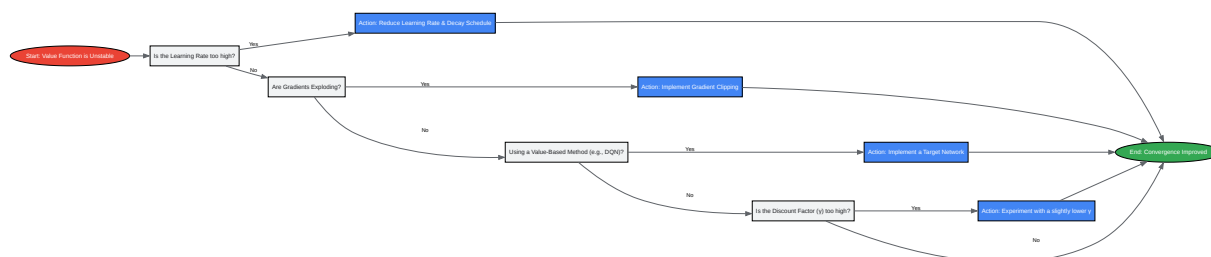 Action: Reduce Learning Rate & Decay Schedule
Yes
Start: Value Function is Unstable
Is the Learning Rate too high?
No
Are Gradients Exploding?
Yes
Action: Implement Gradient Clipping
No
Using a Value-Based Method (e.g., DQN)?
Yes
Action: Implement a Target Network
End: Convergence Improved
No
Is the Discount Factor (γ) too high?
Yes
Action: Experiment with a slightly lower γ
No